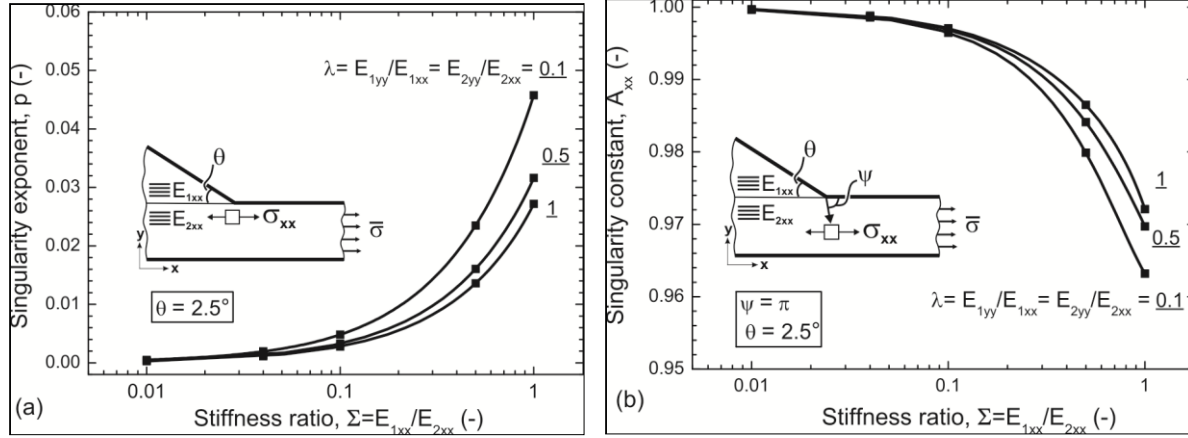 0.06
0.05
0.04
0.03
0.02
0.01
0.00
Singularity exponent, p (-)
λ= E1yy/E1xx = E2yy/E2xx = 0.1
0.5
1
θ
E1xx
E2xx
σxx
σ̅
y
x
θ = 2.5°
(a)
0.01
0.1
1
Stiffness ratio, Σ=E1xx/E2xx (-)
1.00
0.99
0.98
0.97
0.96
0.95
Singularity constant, Axx (-)
θ
ψ
E1xx
E2xx
σxx
σ̅
y
x
1
0.5
λ= E1yy/E1xx = E2yy/E2xx = 0.1
ψ = π
θ = 2.5°
(b)
0.01
0.1
1
Stiffness ratio, Σ=E1xx/E2xx (-)